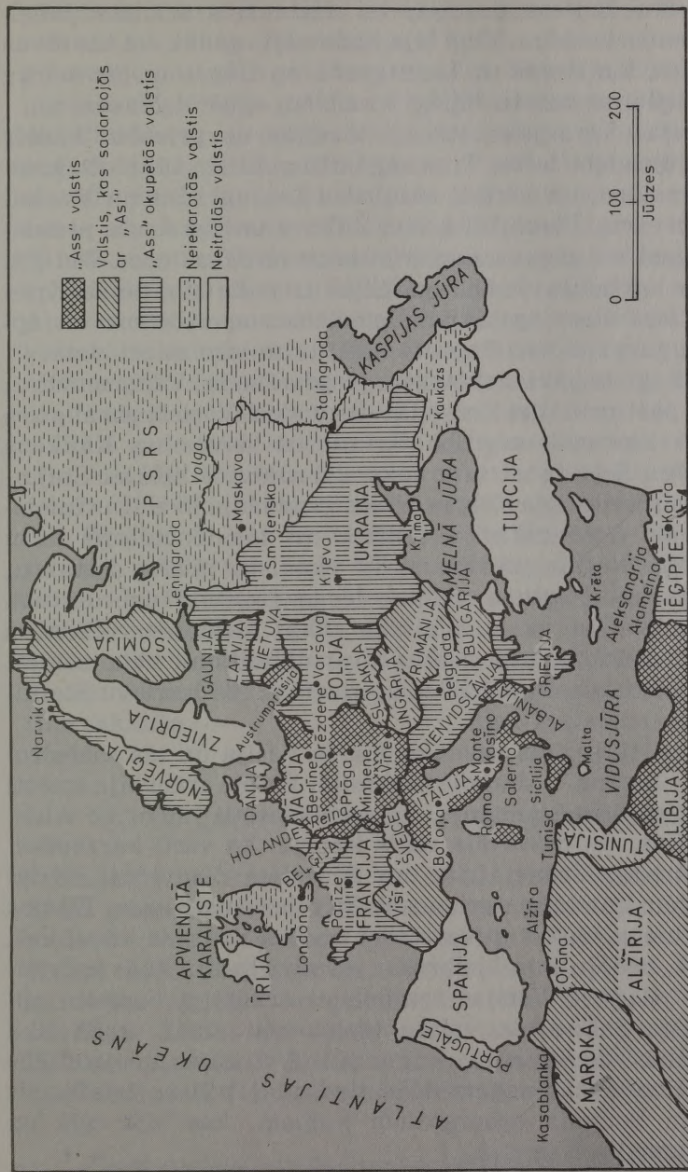 „Ass” valstis
Valstis, kas sadarbojās
ar „Asi”
„Ass” okupētās valstis
Neiekarotās valstis
Neitrālās valstis
0
100
200
Jūdzes
Narvika
SOMIJA
ZVIEDRIJA
NORVĒĢIJA
PSRS
Ļeningrada
Volga
Maskava
Smoļenska
Staļingrada
KASPIJAS JŪRA
Kaukāzs
IGAUNIJA
LATVIJA
LIETUVA
Austrumprūsija
DĀNIJA
APVIENOTĀ
KARALISTE
ĪRIJA
Londona
HOLANDE
BEĻĢIJA
Reina
VĀCIJA
Berlīne
Drēzdene
Varšava
POLIJA
Kijeva
UKRAINA
Krima
Prāga
Minhene
Vīne
SLOVĀKIJA
UNGĀRIJA
RUMĀNIJA
MELNĀ JŪRA
BULGĀRIJA
Belgrada
DIENVIDSLĀVIJA
ALBĀNIJA
GRIEĶIJA
TURCIJA
Parīze
FRANCIJA
ŠVEICE
Višī
Boloņa
ITĀLIJA
Roma
Monte
Kasīno
Salerno
Sicīlija
Malta
Krēta
VIDUSJŪRA
ATLANTIJAS OKEĀNS
SPĀNIJA
PORTUGĀLE
Kasablanka
MAROKA
Orāna
Alžīra
ALŽĪRIJA
Tunisa
TUNISIJA
LĪBIJA
Aleksandrija
Alameina
Kaira
ĒĢIPTE